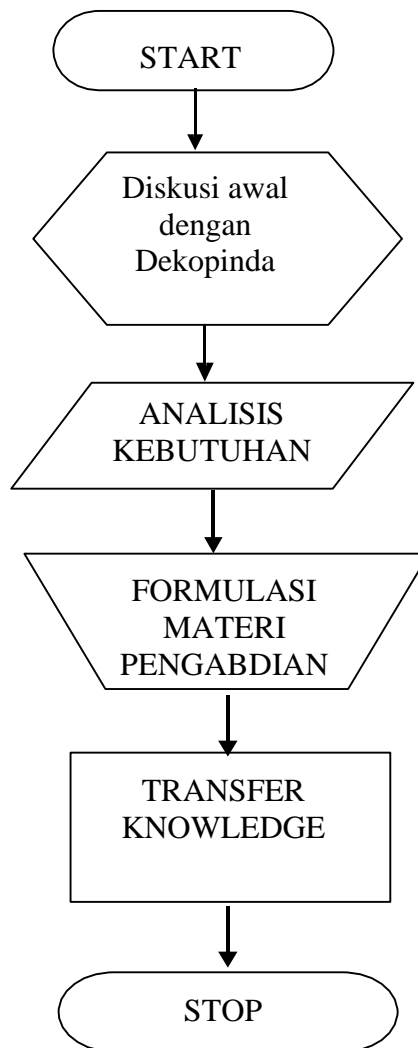 START
Diskusi awal
dengan
Dekopinda
ANALISIS
KEBUTUHAN
FORMULASI
MATERI
PENGABDIAN
TRANSFER
KNOWLEDGE
STOP